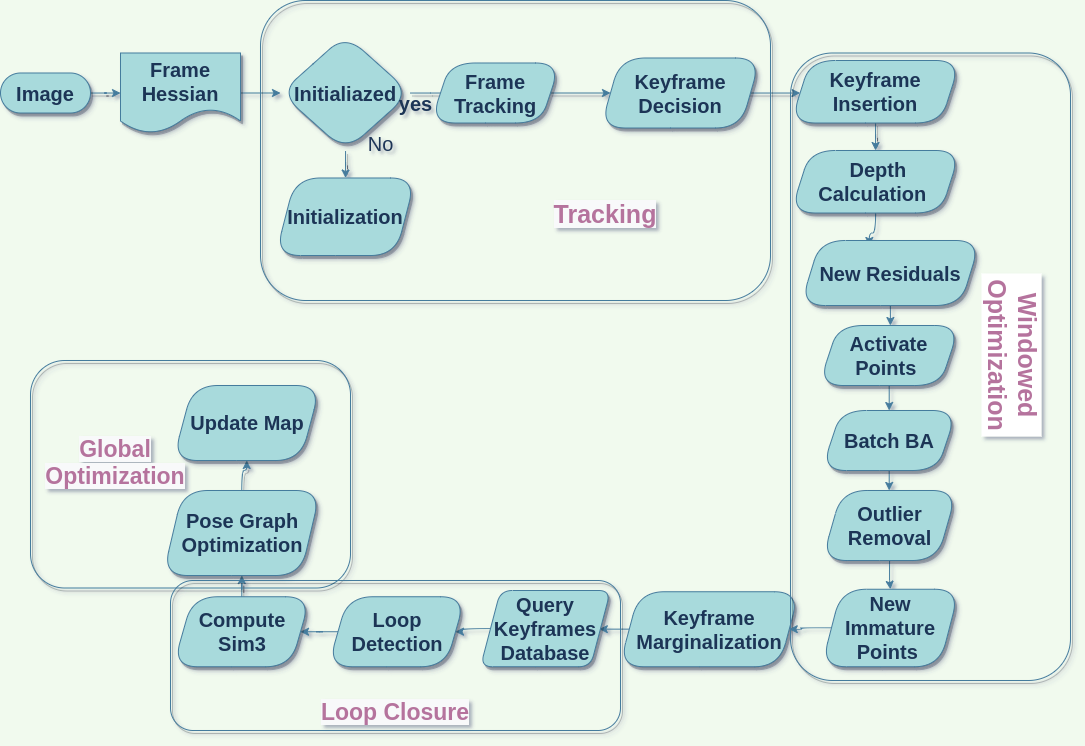 Image
Frame
Hessian
Initialiazed
yes
No
Initialization
Frame
Tracking
Keyframe
Decision
Tracking
Keyframe
Insertion
Depth
Calculation
New Residuals
Activate
Points
Batch BA
Outlier
Removal
New
Immature
Points
Windowed
Optimization
Keyframe
Marginalization
Query
Keyframes
Database
Loop
Detection
Compute
Sim3
Loop Closure
Pose Graph
Optimization
Update Map
Global
Optimization